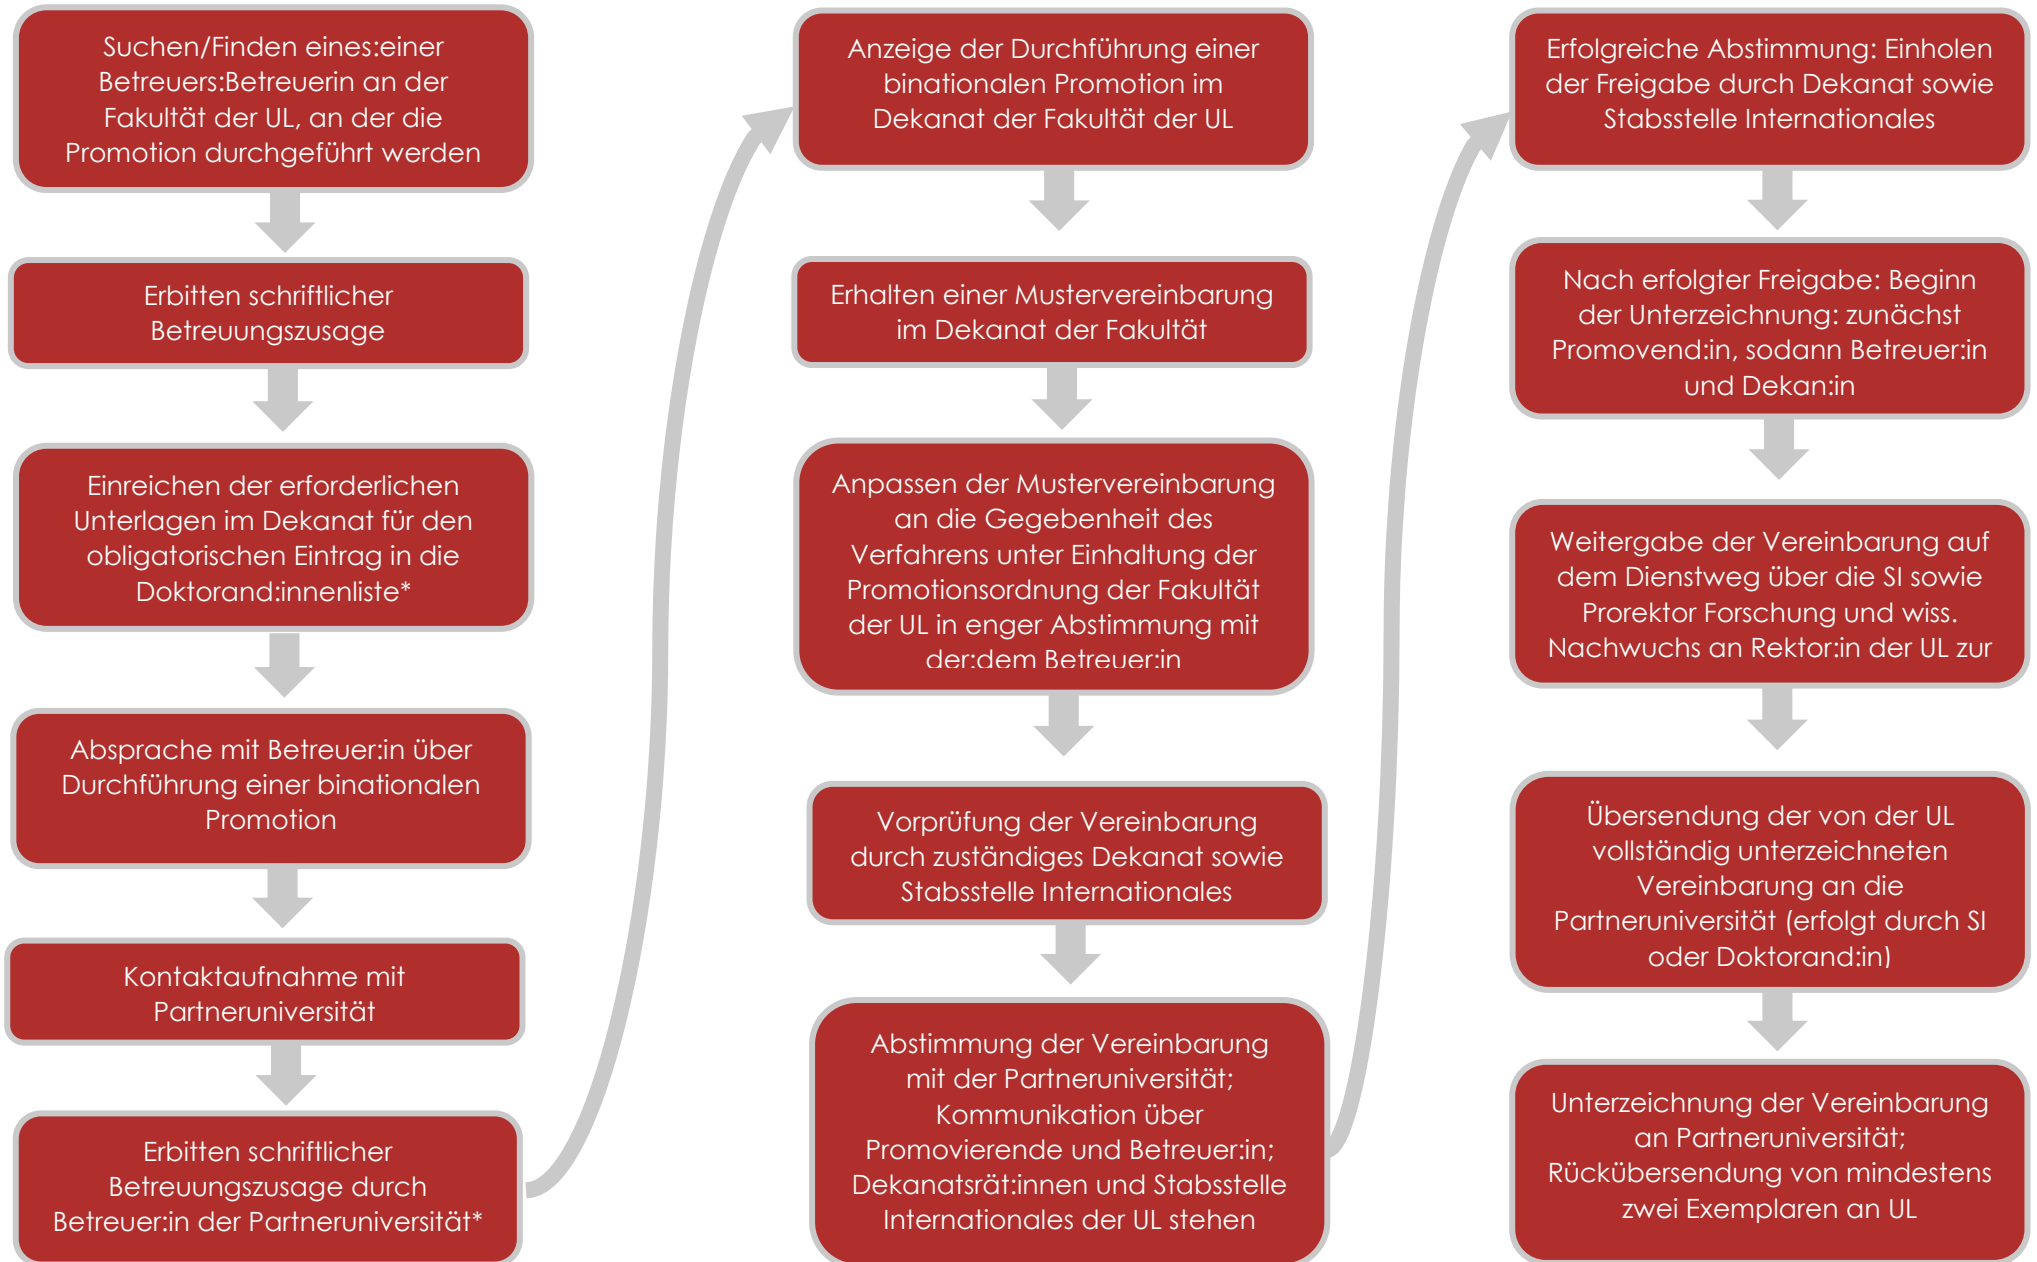 Suchen/Finden eines:einer
Betreuers:Betreuerin an der
Fakultät der UL, an der die
Promotion durchgeführt werden
Erbitten schriftlicher
Betreuungszusage
Einreichen der erforderlichen
Unterlagen im Dekanat für den
obligatorischen Eintrag in die
Doktorand:innenliste*
Absprache mit Betreuer:in über
Durchführung einer binationalen
Promotion
Kontaktaufnahme mit
Partneruniversität
Erbitten schriftlicher
Betreuungszusage durch
Betreuer:in der Partneruniversität*
Anzeige der Durchführung einer
binationalen Promotion im
Dekanat der Fakultät der UL
Erhalten einer Mustervereinbarung
im Dekanat der Fakultät
Anpassen der Mustervereinbarung
an die Gegebenheit des
Verfahrens unter Einhaltung der
Promotionsordnung der Fakultät
der UL in enger Abstimmung mit
der:dem Betreuer:in
Vorprüfung der Vereinbarung
durch zuständiges Dekanat sowie
Stabsstelle Internationales
Abstimmung der Vereinbarung
mit der Partneruniversität;
Kommunikation über
Promovierende und Betreuer:in;
Dekanatsrät:innen und Stabsstelle
Internationales der UL stehen
Erfolgreiche Abstimmung: Einholen
der Freigabe durch Dekanat sowie
Stabsstelle Internationales
Nach erfolgter Freigabe: Beginn
der Unterzeichnung: zunächst
Promovend:in, sodann Betreuer:in
und Dekan:in
Weitergabe der Vereinbarung auf
dem Dienstweg über die SI sowie
Prorektor Forschung und wiss.
Nachwuchs an Rektor:in der UL zur
Übersendung der von der UL
vollständig unterzeichneten
Vereinbarung an die
Partneruniversität (erfolgt durch SI
oder Doktorand:in)
Unterzeichnung der Vereinbarung
an Partneruniversität;
Rückübersendung von mindestens
zwei Exemplaren an UL